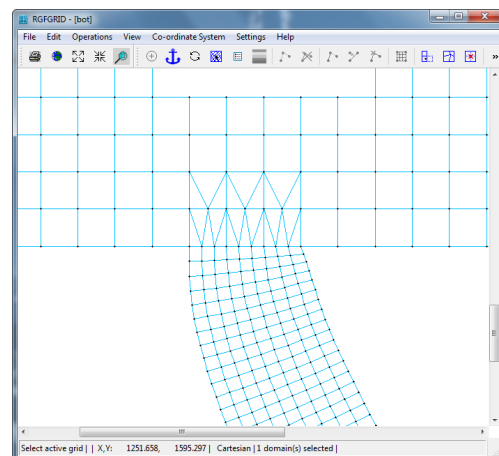 RGFGRID - [bot]
File Edit Operations View Co-ordinate System Settings Help
»
Select active grid | | X,Y: 1251.658, 1595.297 | Cartesian | 1 domain(s) selected |